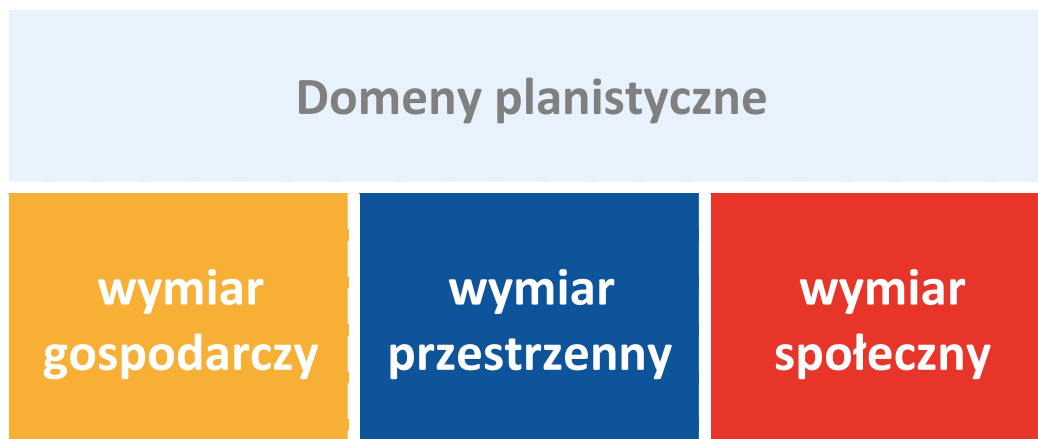 Domeny planistyczne
wymiar
gospodarczy
wymiar
przestrzenny
wymiar
społeczny